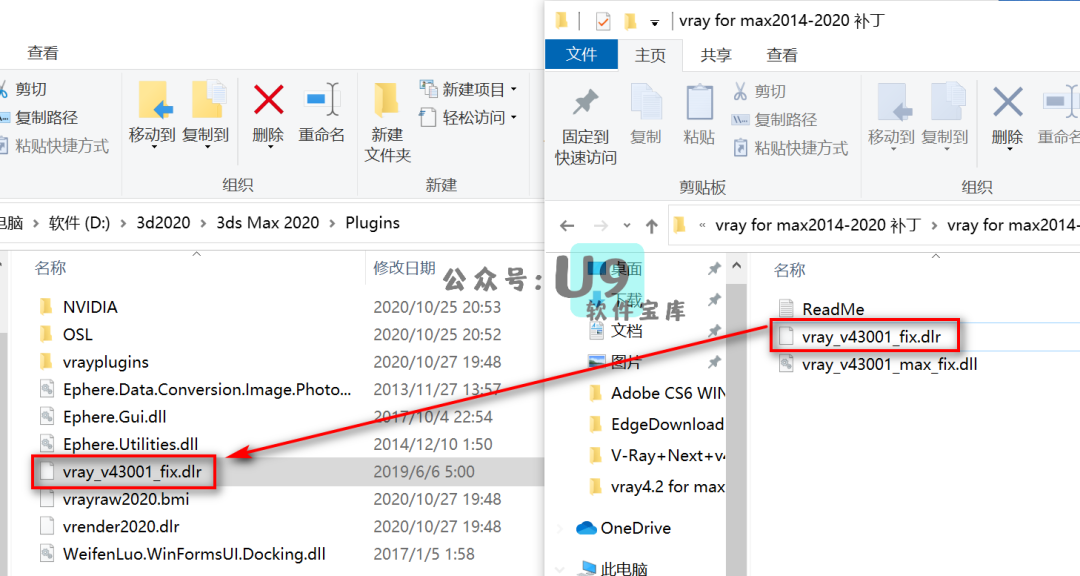 查看
剪切
复制路径
粘贴快捷方式
移动到 复制到 删除 重命名
新建
文件夹
新建项目
轻松访问
组织 新建
电脑 > 软件 (D:) > 3d2020 > 3ds Max 2020 > Plugins
名称 修改日期
NVIDIA 2020/10/25 20:53
OSL 2020/10/25 20:52
vrayplugins 2020/10/27 19:48
Ephere.Data.Conversion.Image.Photo... 2013/11/27 13:57
Ephere.Gui.dll 2017/10/4 22:54
Ephere.Utilities.dll 2014/12/10 1:50
vray_v43001_fix.dlr 2019/6/6 5:00
vrayraw2020.bmi 2020/10/27 19:48
vrender2020.dlr 2020/10/27 19:48
WeifenLuo.WinFormsUI.Docking.dll 2017/1/5 1:58
vray for max2014-2020 补丁
文件 主页 共享 查看
固定到
快速访问
复制 粘贴
剪切
复制路径
粘贴快捷方式
移动到 复制到 删除 重命名
剪贴板 组织
« vray for max2014-2020 补丁 > vray for max2014-
桌面
下载
文档
图片
Adobe CS6 WIN
EdgeDownload
V-Ray+Next+v4
vray4.2 for max
OneDrive
此电脑
名称
ReadMe
vray_v43001_fix.dlr
vray_v43001_max_fix.dll
公众号:U9
软件宝库